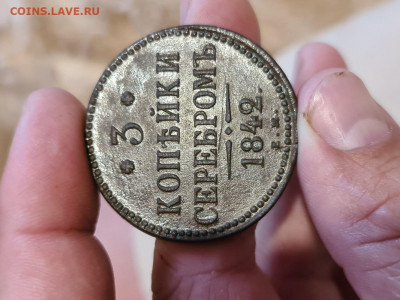 COINS.LAVE.RU
* 3 *
КОПѢЙКИ
СЕРЕБРОМЪ
1842.
Е.М.